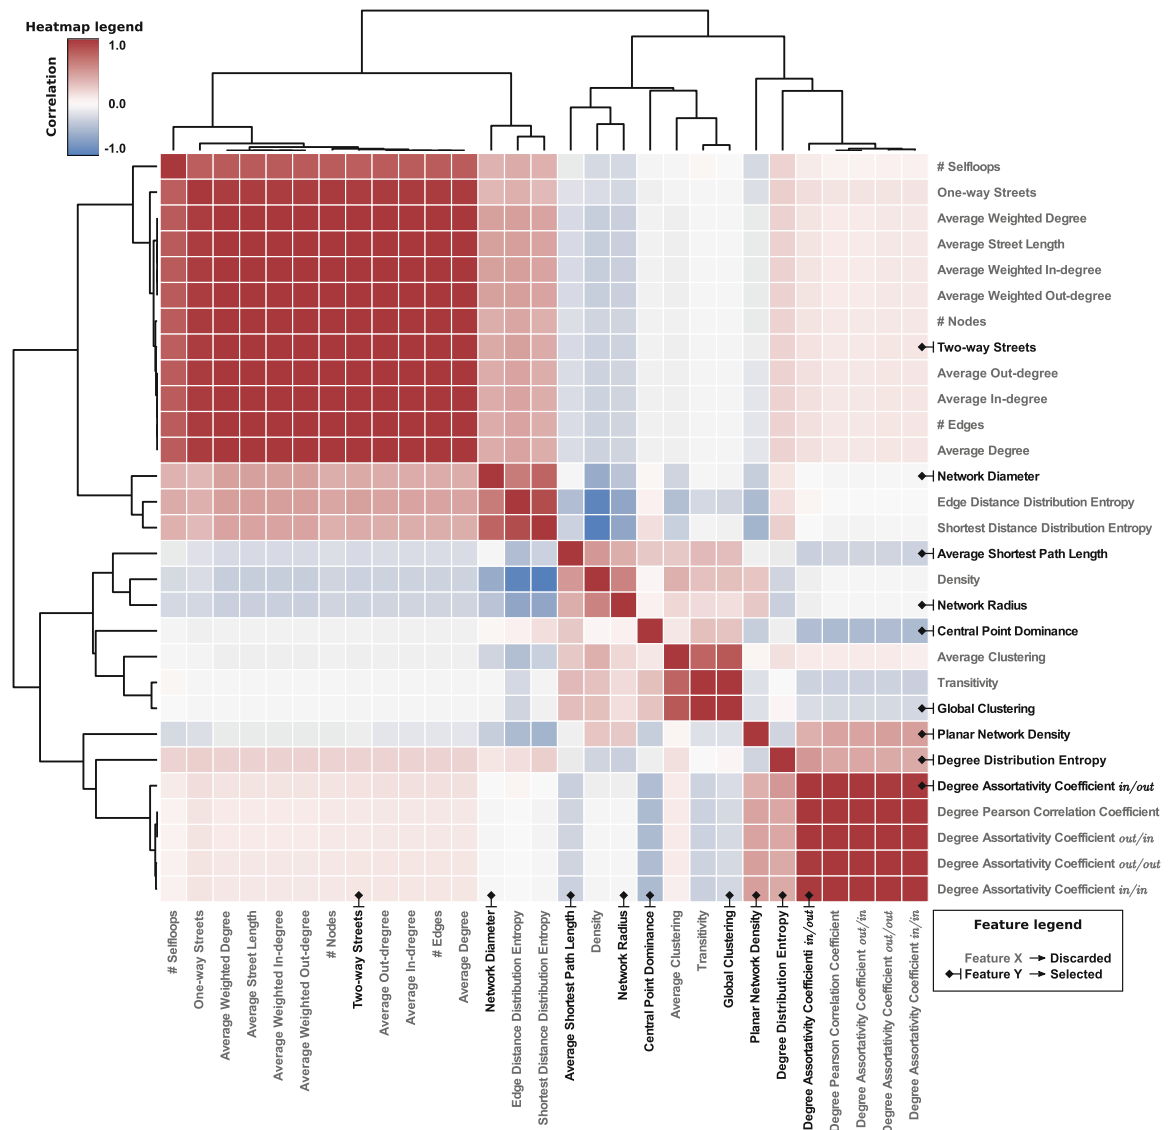 Heatmap legend
Correlation
1.0
0.0
-1.0
# Selfloops
One-way Streets
Average Weighted Degree
Average Street Length
Average Weighted In-degree
Average Weighted Out-degree
# Nodes
Two-way Streets
Average Out-degree
Average In-degree
# Edges
Average Degree
Network Diameter
Edge Distance Distribution Entropy
Shortest Distance Distribution Entropy
Average Shortest Path Length
Density
Network Radius
Central Point Dominance
Average Clustering
Transitivity
Global Clustering
Planar Network Density
Degree Distribution Entropy
Degree Assortativity Coefficient in/out
Degree Pearson Correlation Coefficient
Degree Assortativity Coefficient out/in
Degree Assortativity Coefficient out/out
Degree Assortativity Coefficient in/in
# Selfloops
One-way Streets
Average Weighted Degree
Average Street Length
Average Weighted In-degree
Average Weighted Out-degree
# Nodes
Two-way Streets
Average Out-dregree
Average In-dregree
# Edges
Average Degree
Network Diameter
Edge Distance Distribution Entropy
Shortest Distance Distribution Entropy
Average Shortest Path Length
Density
Network Radius
Central Point Dominance
Average Clustering
Transitivity
Global Clustering
Planar Network Density
Degree Distribution Entropy
Degree Assortativity Coefficienti in/out
Degree Pearson Correlation Coefficient
Degree Assortativity Coefficient out/in
Degree Assortativity Coefficient out/out
Degree Assortativity Coefficient in/in
Feature legend
Feature X → Discarded
Feature Y → Selected